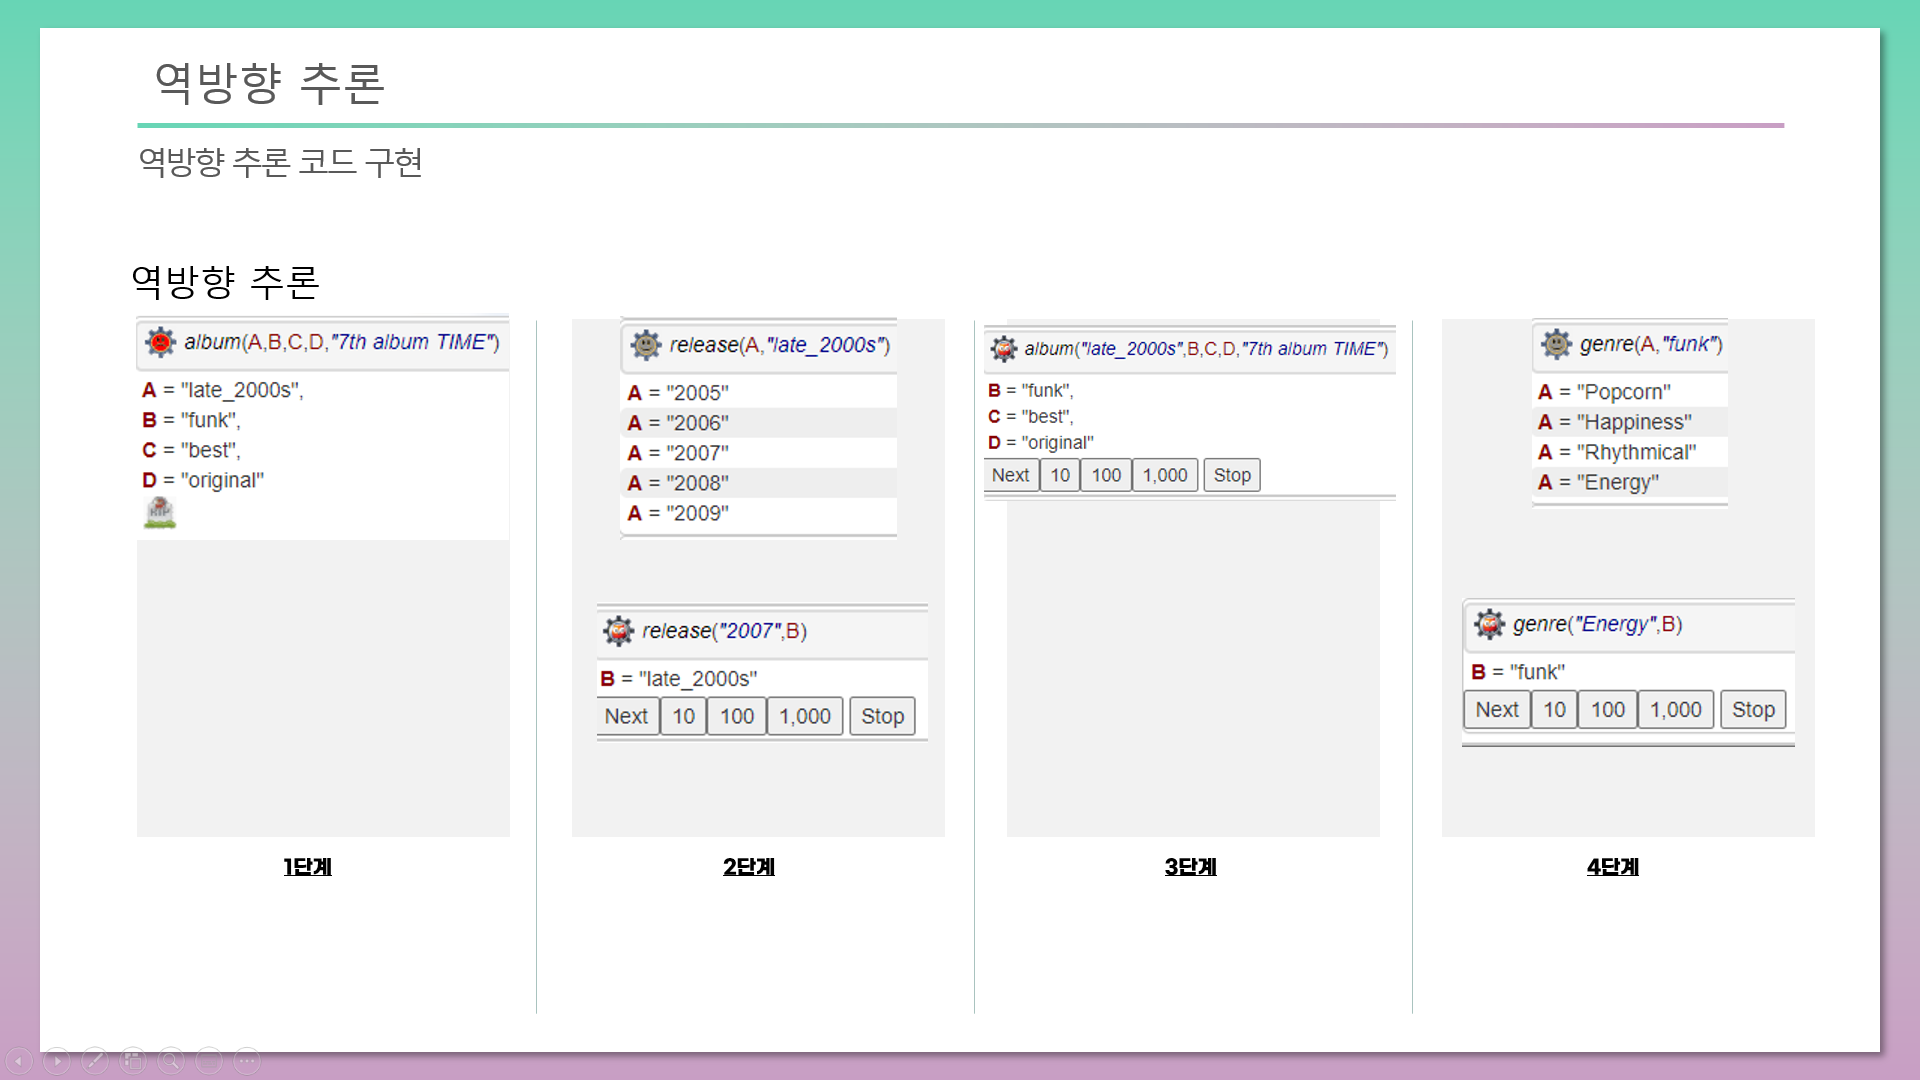 역방향 추론
역방향 추론 코드 구현
역방향 추론
album(A,B,C,D,"7th album TIME")
A = "late_2000s",
B = "funk",
C = "best",
D = "original"
RIP
1단계
release(A,"late_2000s")
A = "2005"
A = "2006"
A = "2007"
A = "2008"
A = "2009"
release("2007",B)
B = "late_2000s"
Next 10 100 1,000 Stop
2단계
album("late_2000s",B,C,D,"7th album TIME")
B = "funk",
C = "best",
D = "original"
Next 10 100 1,000 Stop
3단계
genre(A,"funk")
A = "Popcorn"
A = "Happiness"
A = "Rhythmical"
A = "Energy"
genre("Energy",B)
B = "funk"
Next 10 100 1,000 Stop
4단계